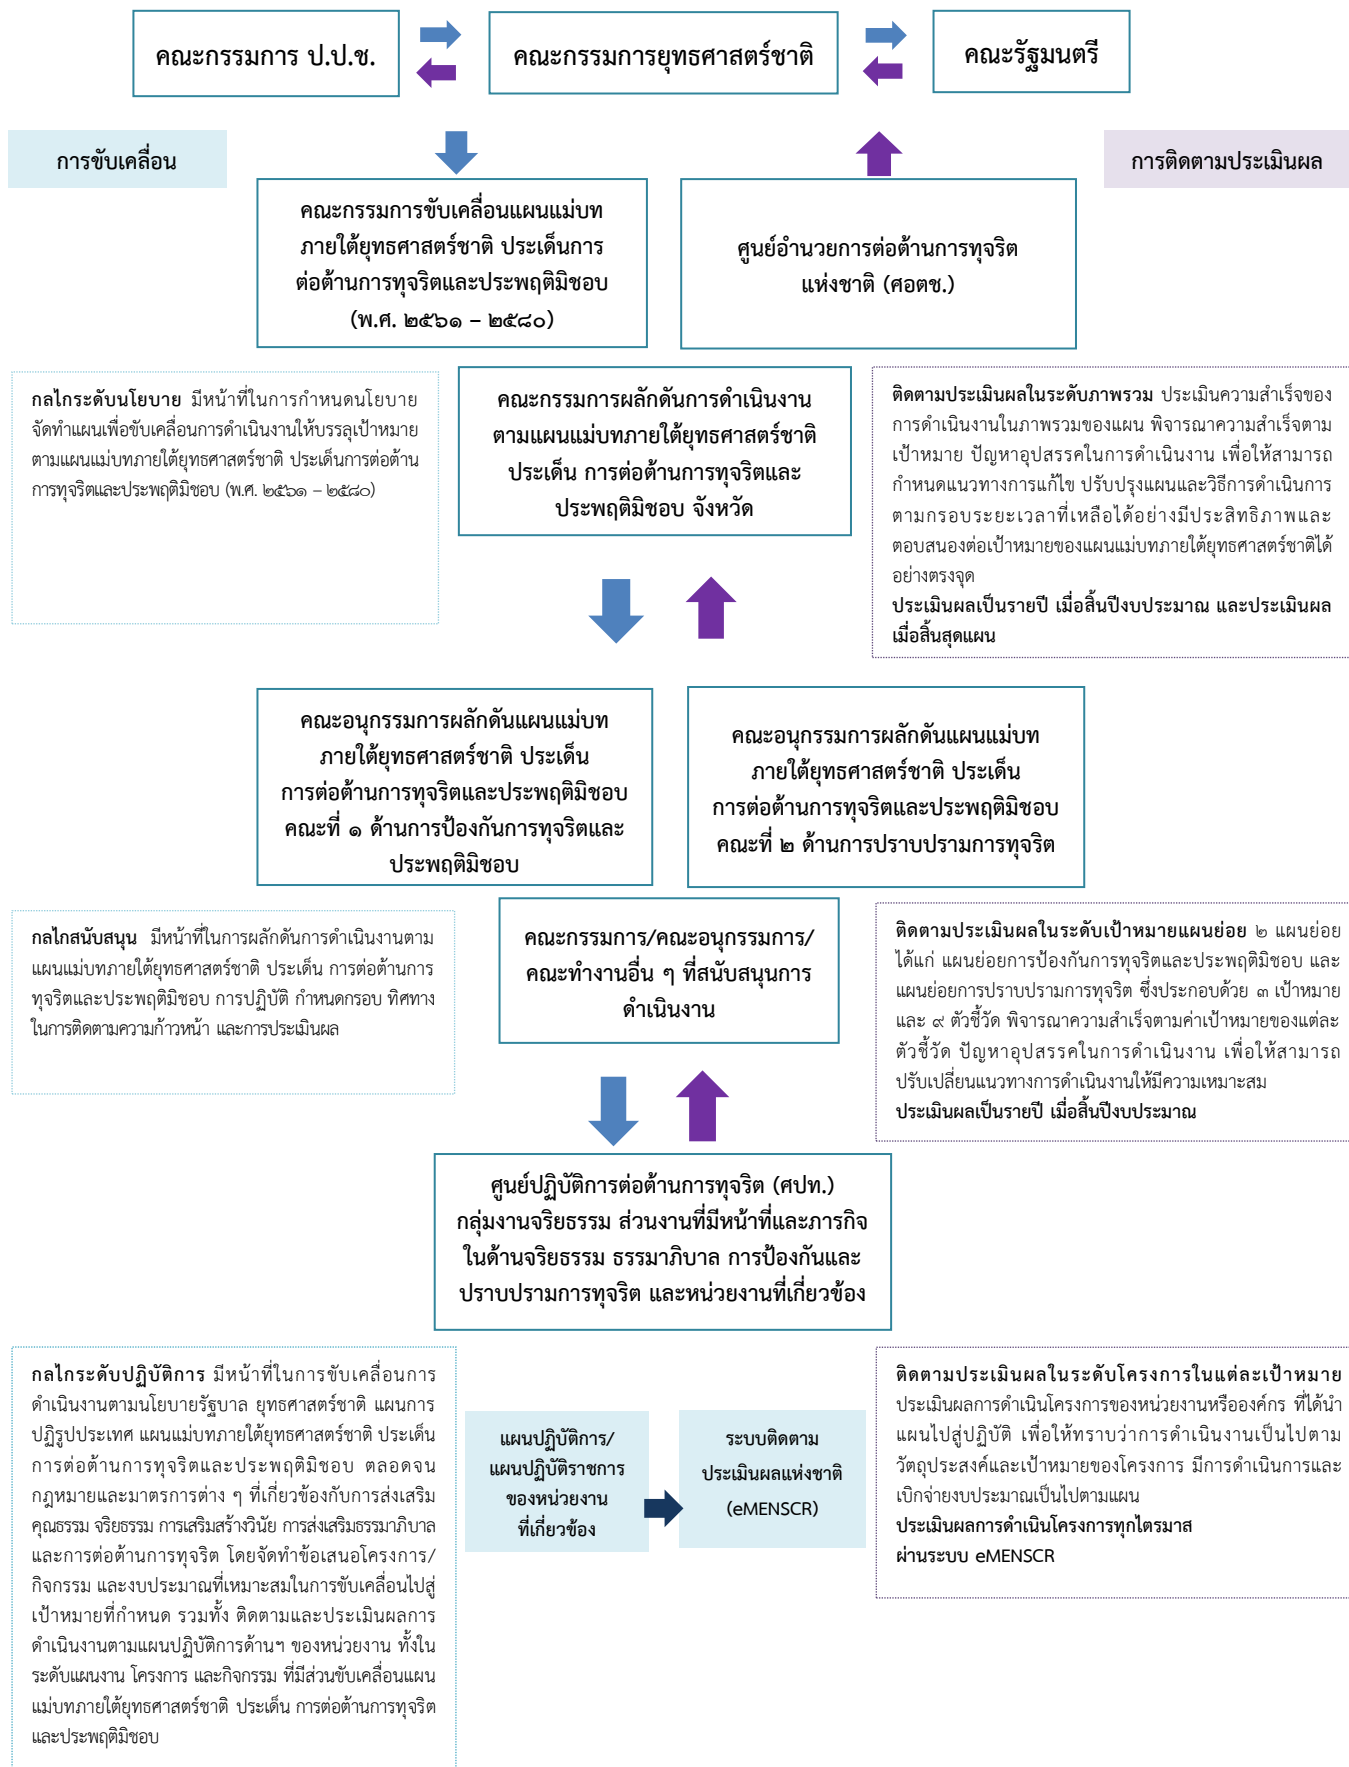 คณะกรรมการ ป.ป.ช.
คณะกรรมการยุทธศาสตร์ชาติ
คณะรัฐมนตรี
การขับเคลื่อน
การติดตามประเมินผล
คณะกรรมการขับเคลื่อนแผนแม่บท
ภายใต้ยุทธศาสตร์ชาติ ประเด็นการ
ต่อต้านการทุจริตและประพฤติมิชอบ
(พ.ศ. ๒๕๖๑ – ๒๕๘๐)
ศูนย์อำนวยการต่อต้านการทุจริต
แห่งชาติ (ศอตช.)
กลไกระดับนโยบาย มีหน้าที่ในการกำหนดนโยบาย
จัดทำแผนเพื่อขับเคลื่อนการดำเนินงานให้บรรลุเป้าหมาย
ตามแผนแม่บทภายใต้ยุทธศาสตร์ชาติ ประเด็นการต่อต้าน
การทุจริตและประพฤติมิชอบ (พ.ศ. ๒๕๖๑ – ๒๕๘๐)
คณะกรรมการผลักดันการดำเนินงาน
ตามแผนแม่บทภายใต้ยุทธศาสตร์ชาติ
ประเด็น การต่อต้านการทุจริตและ
ประพฤติมิชอบ จังหวัด
ติดตามประเมินผลในระดับภาพรวม ประเมินความสำเร็จของ
การดำเนินงานในภาพรวมของแผน พิจารณาความสำเร็จตาม
เป้าหมาย ปัญหาอุปสรรคในการดำเนินงาน เพื่อให้สามารถ
กำหนดแนวทางการแก้ไข ปรับปรุงแผนและวิธีการดำเนินการ
ตามกรอบระยะเวลาที่เหลือได้อย่างมีประสิทธิภาพและ
ตอบสนองต่อเป้าหมายของแผนแม่บทภายใต้ยุทธศาสตร์ชาติได้
อย่างตรงจุด
ประเมินผลเป็นรายปี เมื่อสิ้นปีงบประมาณ และประเมินผล
เมื่อสิ้นสุดแผน
คณะอนุกรรมการผลักดันแผนแม่บท
ภายใต้ยุทธศาสตร์ชาติ ประเด็น
การต่อต้านการทุจริตและประพฤติมิชอบ
คณะที่ ๑ ด้านการป้องกันการทุจริตและ
ประพฤติมิชอบ
คณะอนุกรรมการผลักดันแผนแม่บท
ภายใต้ยุทธศาสตร์ชาติ ประเด็น
การต่อต้านการทุจริตและประพฤติมิชอบ
คณะที่ ๒ ด้านการปราบปรามการทุจริต
กลไกสนับสนุน มีหน้าที่ในการผลักดันการดำเนินงานตาม
แผนแม่บทภายใต้ยุทธศาสตร์ชาติ ประเด็น การต่อต้านการ
ทุจริตและประพฤติมิชอบ การปฏิบัติ กำหนดกรอบ ทิศทาง
ในการติดตามความก้าวหน้า และการประเมินผล
คณะกรรมการ/คณะอนุกรรมการ/
คณะทำงานอื่น ๆ ที่สนับสนุนการ
ดำเนินงาน
ติดตามประเมินผลในระดับเป้าหมายแผนย่อย ๒ แผนย่อย
ได้แก่ แผนย่อยการป้องกันการทุจริตและประพฤติมิชอบ และ
แผนย่อยการปราบปรามการทุจริต ซึ่งประกอบด้วย ๓ เป้าหมาย
และ ๙ ตัวชี้วัด พิจารณาความสำเร็จตามค่าเป้าหมายของแต่ละ
ตัวชี้วัด ปัญหาอุปสรรคในการดำเนินงาน เพื่อให้สามารถ
ปรับเปลี่ยนแนวทางการดำเนินงานให้มีความเหมาะสม
ประเมินผลเป็นรายปี เมื่อสิ้นปีงบประมาณ
ศูนย์ปฏิบัติการต่อต้านการทุจริต (ศปท.)
กลุ่มงานจริยธรรม ส่วนงานที่มีหน้าที่และภารกิจ
ในด้านจริยธรรม ธรรมาภิบาล การป้องกันและ
ปราบปรามการทุจริต และหน่วยงานที่เกี่ยวข้อง
กลไกระดับปฏิบัติการ มีหน้าที่ในการขับเคลื่อนการ
ดำเนินงานตามนโยบายรัฐบาล ยุทธศาสตร์ชาติ แผนการ
ปฏิรูปประเทศ แผนแม่บทภายใต้ยุทธศาสตร์ชาติ ประเด็น
การต่อต้านการทุจริตและประพฤติมิชอบ ตลอดจน
กฎหมายและมาตรการต่าง ๆ ที่เกี่ยวข้องกับการส่งเสริม
คุณธรรม จริยธรรม การเสริมสร้างวินัย การส่งเสริมธรรมาภิบาล
และการต่อต้านการทุจริต โดยจัดทำข้อเสนอโครงการ/
กิจกรรม และงบประมาณที่เหมาะสมในการขับเคลื่อนไปสู่
เป้าหมายที่กำหนด รวมทั้ง ติดตามและประเมินผลการ
ดำเนินงานตามแผนปฏิบัติการด้านฯ ของหน่วยงาน ทั้งใน
ระดับแผนงาน โครงการ และกิจกรรม ที่มีส่วนขับเคลื่อนแผน
แม่บทภายใต้ยุทธศาสตร์ชาติ ประเด็น การต่อต้านการทุจริต
และประพฤติมิชอบ
แผนปฏิบัติการ/
แผนปฏิบัติราชการ
ของหน่วยงาน
ที่เกี่ยวข้อง
ระบบติดตาม
ประเมินผลแห่งชาติ
(eMENSCR)
ติดตามประเมินผลในระดับโครงการในแต่ละเป้าหมาย
ประเมินผลการดำเนินโครงการของหน่วยงานหรือองค์กร ที่ได้นำ
แผนไปสู่ปฏิบัติ เพื่อให้ทราบว่าการดำเนินงานเป็นไปตาม
วัตถุประสงค์และเป้าหมายของโครงการ มีการดำเนินการและ
เบิกจ่ายงบประมาณเป็นไปตามแผน
ประเมินผลการดำเนินโครงการทุกไตรมาส
ผ่านระบบ eMENSCR